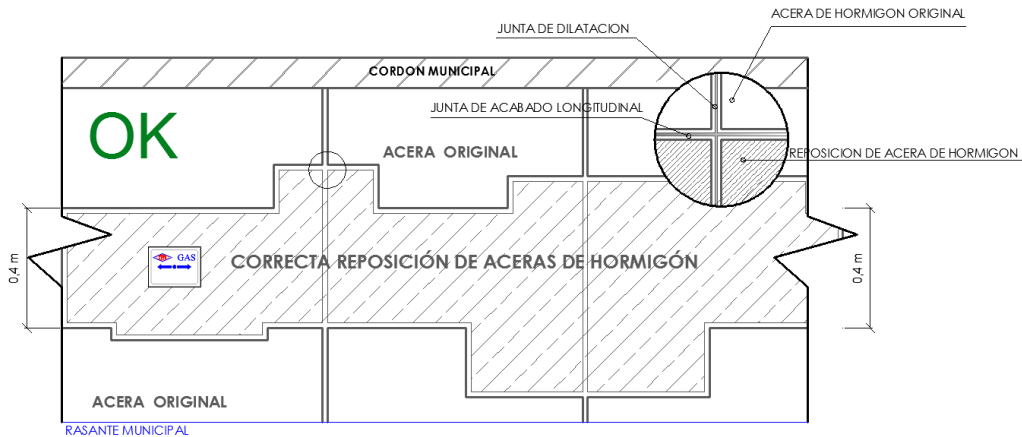 ACERA DE HORMIGON ORIGINAL
JUNTA DE DILATACION
CORDON MUNICIPAL
JUNTA DE ACABADO LONGITUDINAL
OK
ACERA ORIGINAL
REPOSICION DE ACERA DE HORMIGON
0,4 m
GAS
CORRECTA REPOSICIÓN DE ACERAS DE HORMIGÓN
0,4 m
ACERA ORIGINAL
RASANTE MUNICIPAL